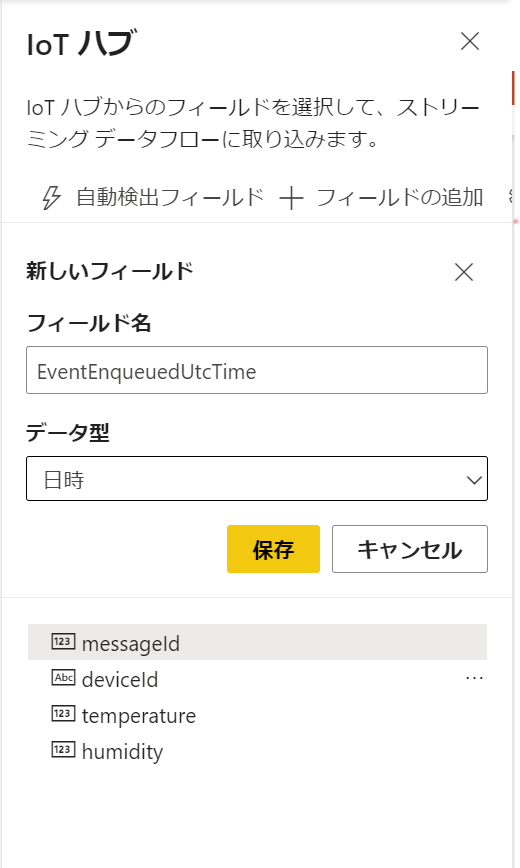 IoT ハブ
IoT ハブからのフィールドを選択して、ストリー
ミング データフローに取り込みます。
自動検出フィールド フィールドの追加
新しいフィールド
フィールド名
EventEnqueuedUtcTime
データ型
日時
保存 キャンセル
123 messageId
Abc deviceId ...
123 temperature
123 humidity